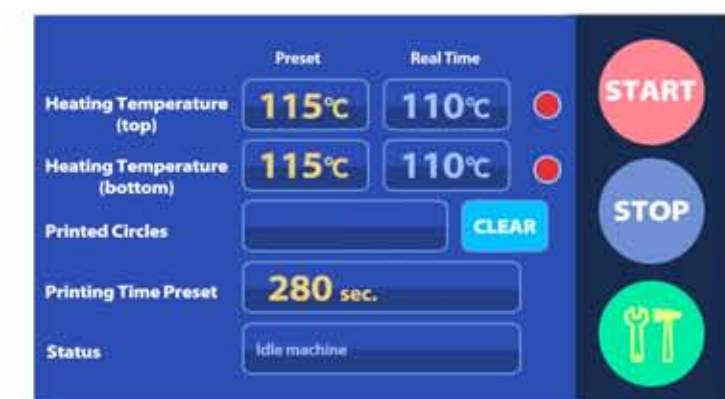 Preset Real Time
Heating Temperature (top) 115°C 110°C
Heating Temperature (bottom) 115°C 110°C
Printed Circles CLEAR
Printing Time Preset 280 sec.
Status Idle machine
START
STOP